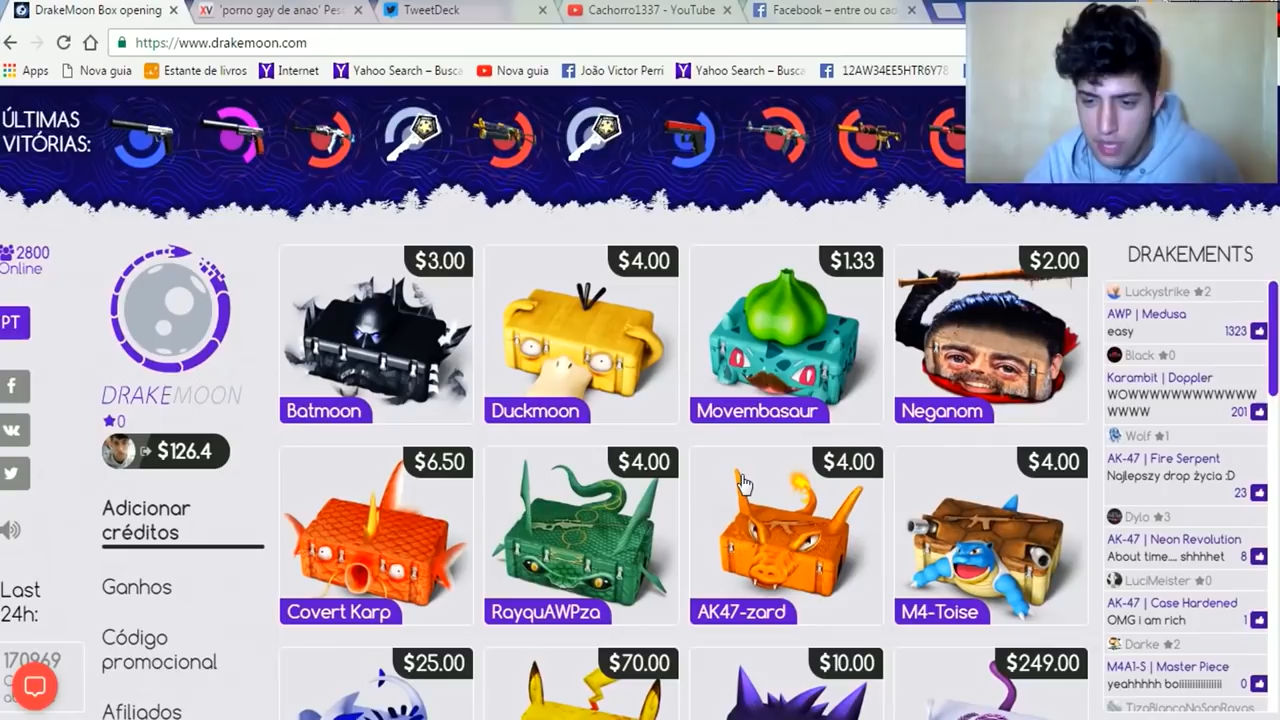 DrakeMoon Box opening
'porno gay de anao' Pes
TweetDeck
Cachorro1337 - YouTube
Facebook – entre ou ca
https://www.drakemoon.com
Apps
Nova guia
Estante de livros
Internet
Yahoo Search – Busca
Nova guia
João Victor Perri
Yahoo Search – Busca
12AW34EE5HTR6Y78
ÚLTIMAS
VITÓRIAS:
2800
Online
PT
DRAKEMOON
★0
$126.4
Adicionar
créditos
Ganhos
Código
promocional
Afiliados
Last
24h:
170869
$3.00
Batmoon
$4.00
Duckmoon
$1.33
Movembasaur
$2.00
Neganom
$6.50
Covert Karp
$4.00
RayquAWPza
$4.00
AK47-zard
$4.00
M4-Toise
$25.00
$70.00
$10.00
$249.00
DRAKEMENTS
Luckystrike ★2
AWP | Medusa
easy 1323
Black ★0
Karambit | Doppler
WOWWWWWWWWWWW
WWWW 201
Wolf ★1
AK-47 | Fire Serpent
Najlepszy drop życia :D
23
Dylo ★3
AK-47 | Neon Revolution
About time.... shhhhet 8
LuciMeister ★0
AK-47 | Case Hardened
OMG i am rich 1
Darke ★2
M4A1-S | Master Piece
yeahhhhh boiiiiiiiiiiiiiiiii 0
TizaBiancaNaSonRayas